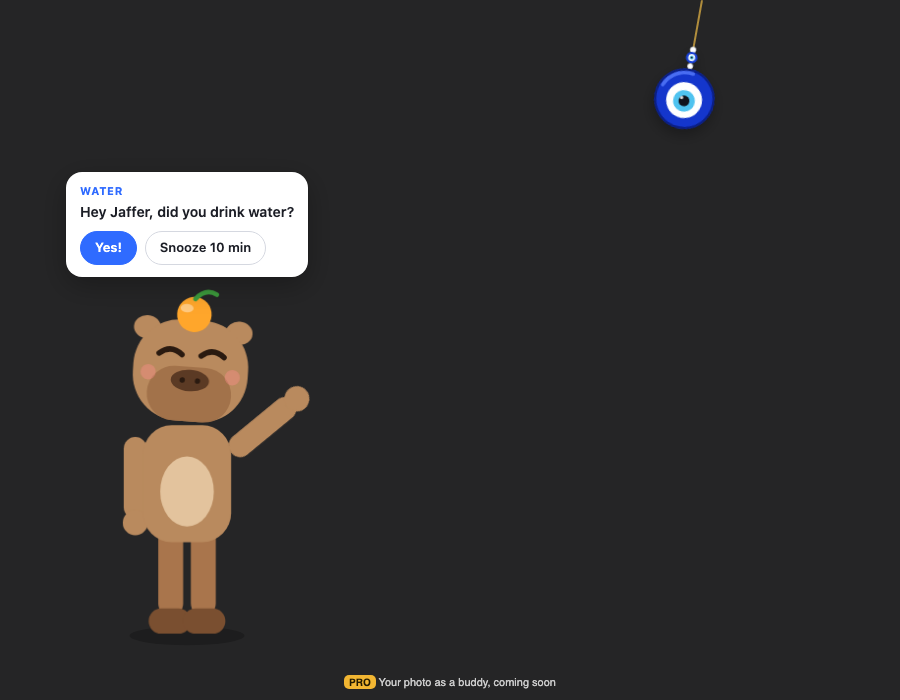 WATER
Hey Jaffer, did you drink water?
Yes!
Snooze 10 min
PRO Your photo as a buddy, coming soon